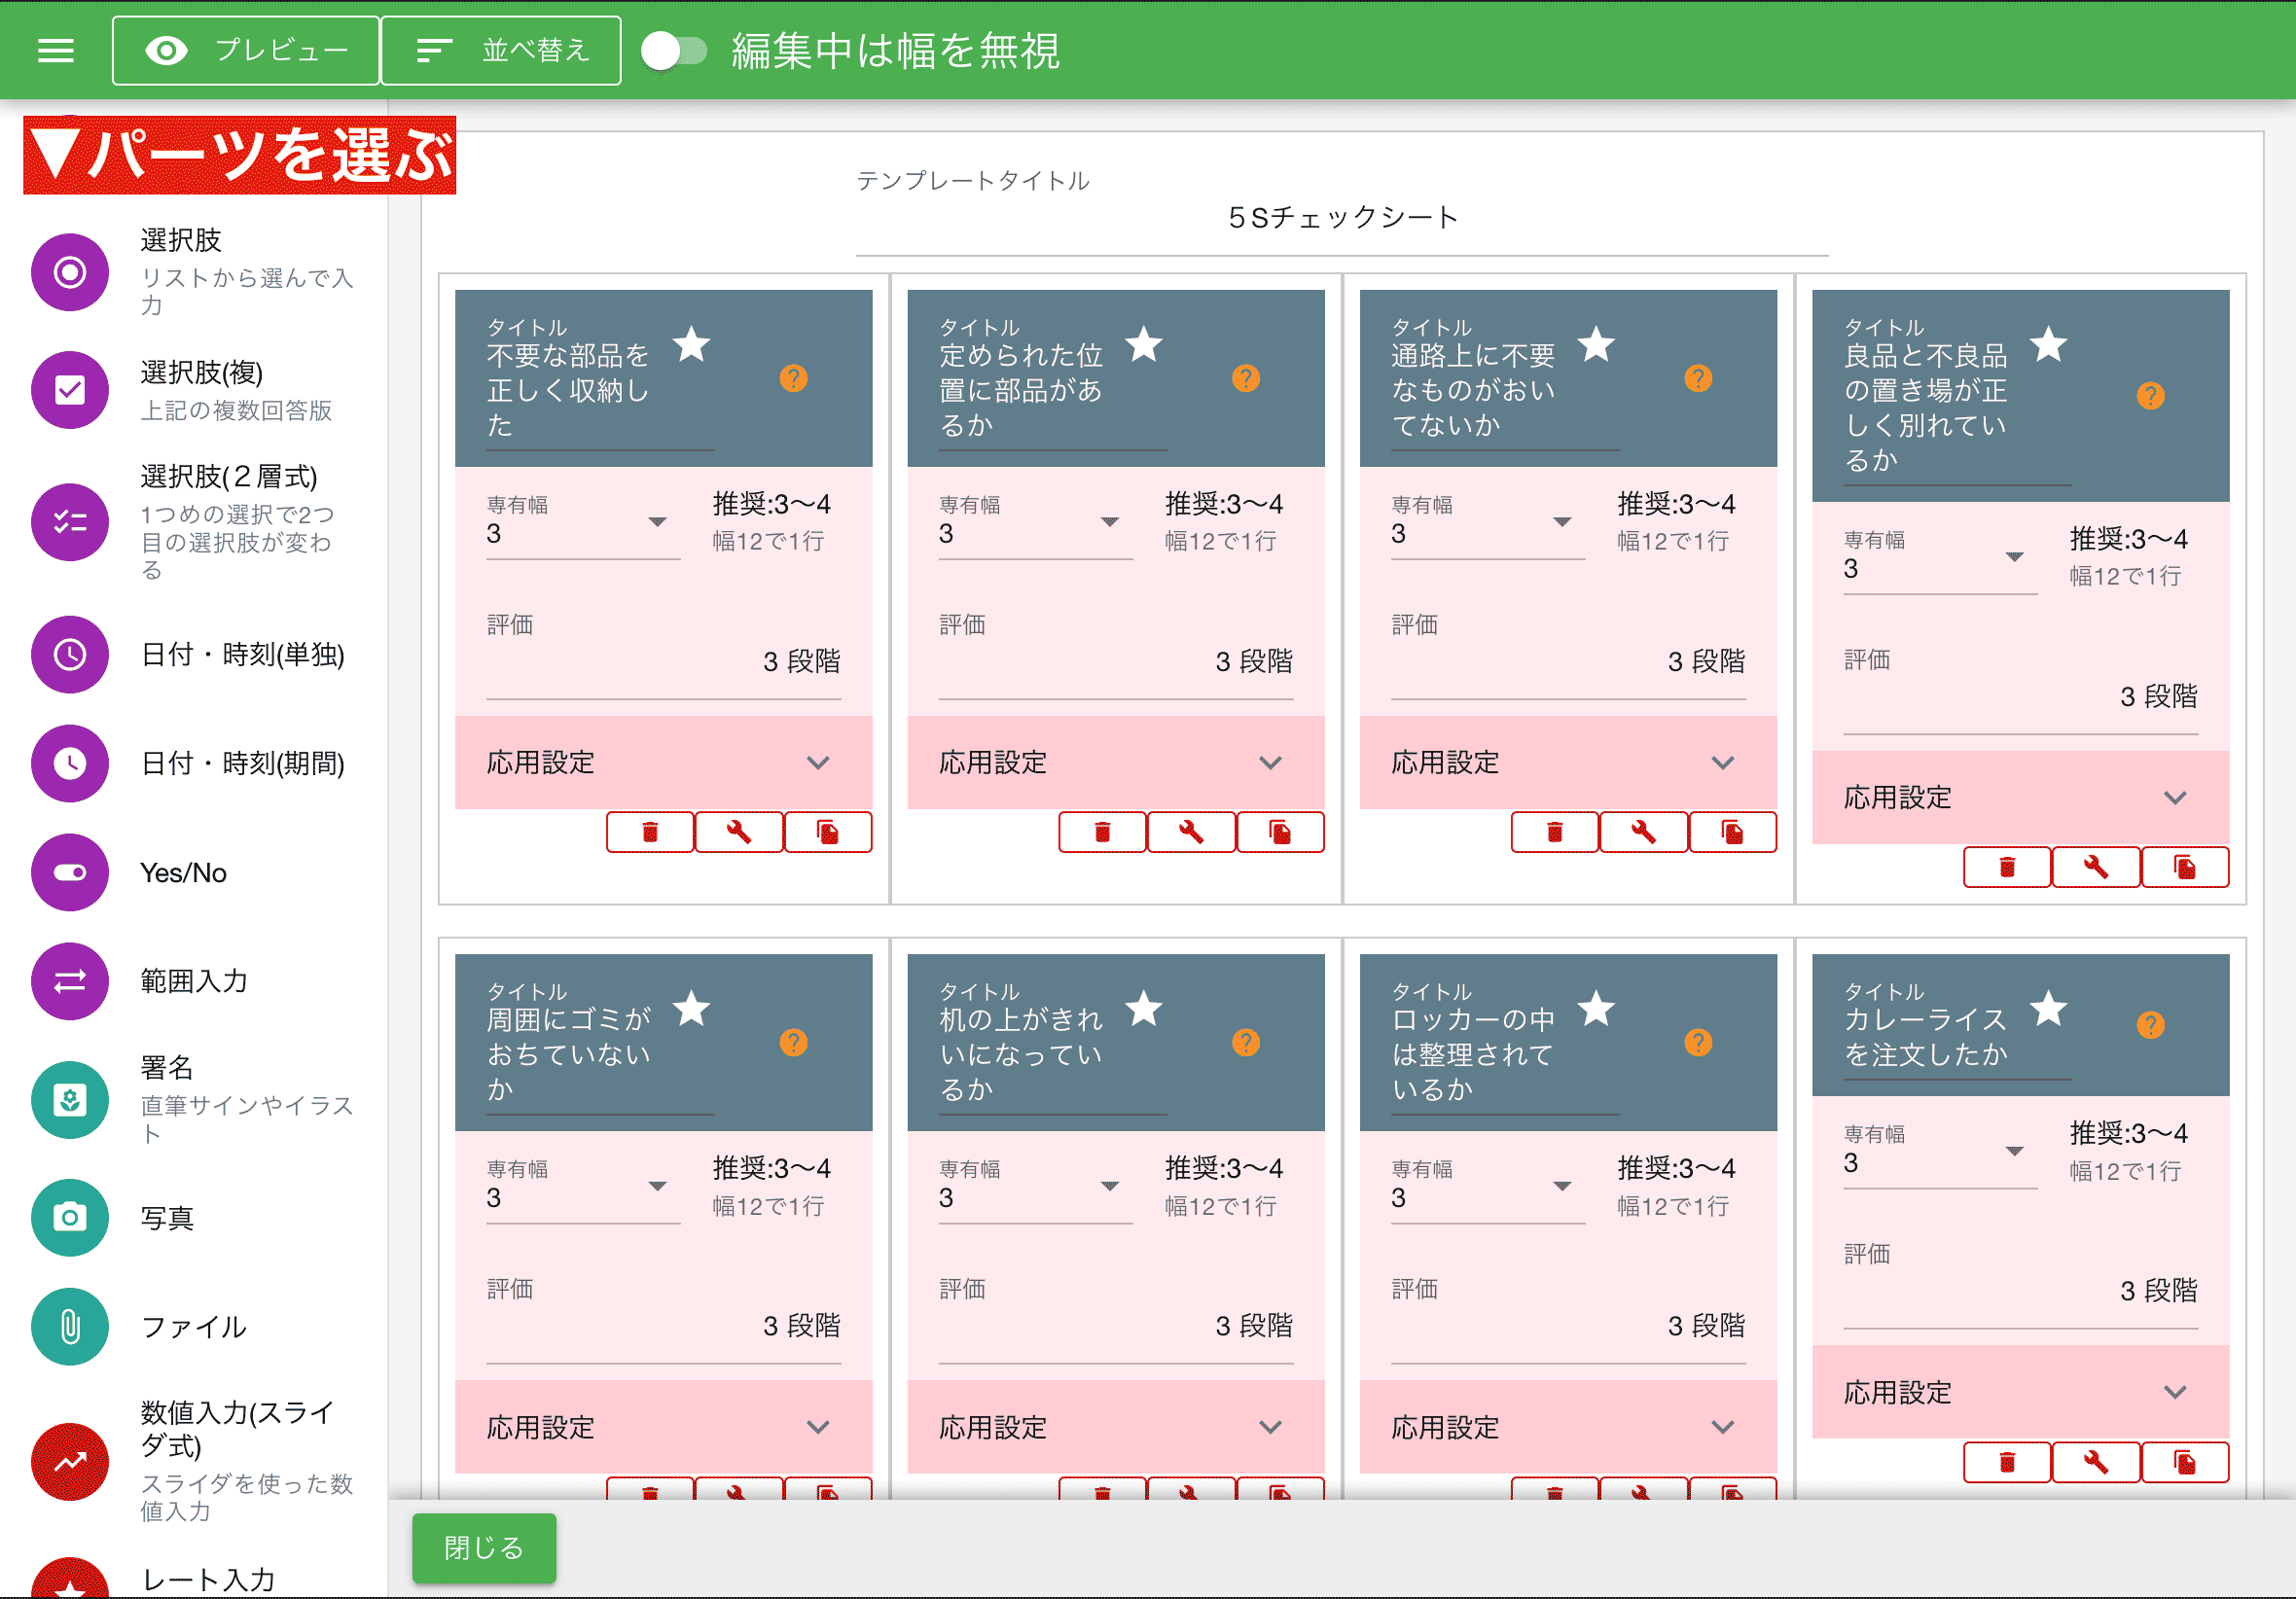 プレビュー
並べ替え
編集中は幅を無視
▼パーツを選ぶ
選択肢
リストから選んで入
力
選択肢(複)
上記の複数回答版
選択肢(２層式)
1つめの選択で2つ
目の選択肢が変わ
る
日付・時刻(単独)
日付・時刻(期間)
Yes/No
範囲入力
署名
直筆サインやイラス
ト
写真
ファイル
数値入力(スライ
ダ式)
スライダを使った数
値入力
レート入力
テンプレートタイトル
５Sチェックシート
タイトル
不要な部品を
正しく収納し
た
専有幅
3
推奨:3〜4
幅12で1行
評価
3 段階
応用設定
タイトル
定められた位
置に部品があ
るか
専有幅
3
推奨:3〜4
幅12で1行
評価
3 段階
応用設定
タイトル
通路上に不要
なものがおい
てないか
専有幅
3
推奨:3〜4
幅12で1行
評価
3 段階
応用設定
タイトル
良品と不良品
の置き場が正
しく別れてい
るか
専有幅
3
推奨:3〜4
幅12で1行
評価
3 段階
応用設定
タイトル
周囲にゴミが
おちていない
か
専有幅
3
推奨:3〜4
幅12で1行
評価
3 段階
応用設定
タイトル
机の上がきれ
いになってい
るか
専有幅
3
推奨:3〜4
幅12で1行
評価
3 段階
応用設定
タイトル
ロッカーの中
は整理されて
いるか
専有幅
3
推奨:3〜4
幅12で1行
評価
3 段階
応用設定
タイトル
カレーライス
を注文したか
専有幅
3
推奨:3〜4
幅12で1行
評価
3 段階
応用設定
閉じる